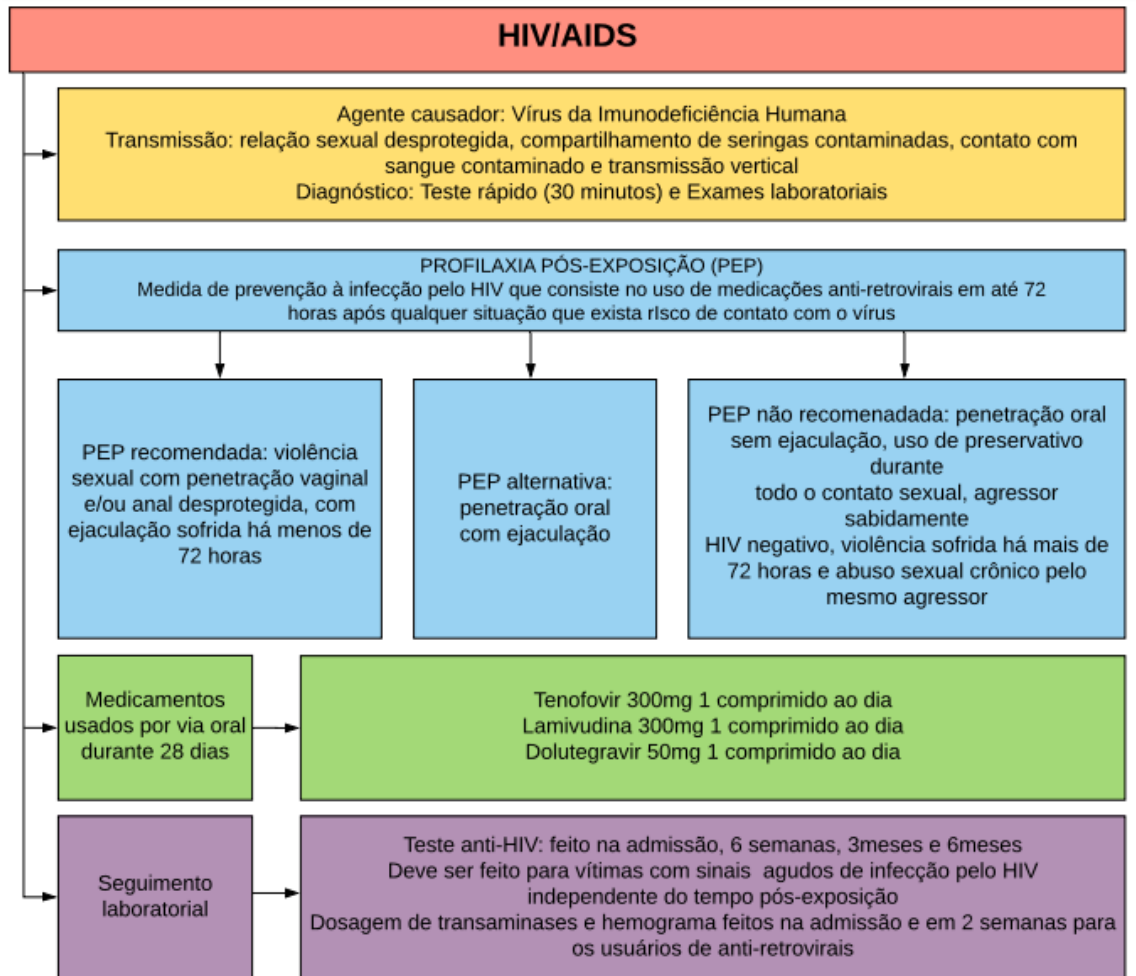 HIV/AIDS
Agente causador: Vírus da Imunodeficiência Humana
Transmissão: relação sexual desprotegida, compartilhamento de seringas contaminadas, contato com
sangue contaminado e transmissão vertical
Diagnóstico: Teste rápido (30 minutos) e Exames laboratoriais
PROFILAXIA PÓS-EXPOSIÇÃO (PEP)
Medida de prevenção à infecção pelo HIV que consiste no uso de medicações anti-retrovirais em até 72
horas após qualquer situação que exista rIsco de contato com o vírus
PEP recomendada: violência
sexual com penetração vaginal
e/ou anal desprotegida, com
ejaculação sofrida há menos de
72 horas
PEP alternativa:
penetração oral
com ejaculação
PEP não recomenadada: penetração oral
sem ejaculação, uso de preservativo
durante
todo o contato sexual, agressor
sabidamente
HIV negativo, violência sofrida há mais de
72 horas e abuso sexual crônico pelo
mesmo agressor
Medicamentos
usados por via oral
durante 28 dias
Tenofovir 300mg 1 comprimido ao dia
Lamivudina 300mg 1 comprimido ao dia
Dolutegravir 50mg 1 comprimido ao dia
Seguimento
laboratorial
Teste anti-HIV: feito na admissão, 6 semanas, 3meses e 6meses
Deve ser feito para vítimas com sinais agudos de infecção pelo HIV
independente do tempo pós-exposição
Dosagem de transaminases e hemograma feitos na admissão e em 2 semanas para
os usuários de anti-retrovirais